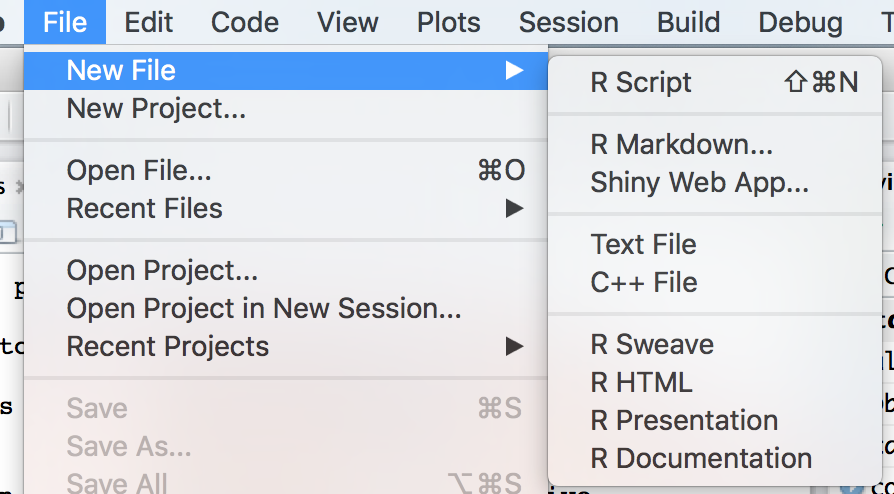 File Edit Code View Plots Session Build Debug
New File
New Project...
Open File... ⌘O
Recent Files
Open Project...
Open Project in New Session...
Recent Projects
Save ⌘S
Save As...
Save All ⌥⌘S
R Script ⇧⌘N
R Markdown...
Shiny Web App...
Text File
C++ File
R Sweave
R HTML
R Presentation
R Documentation